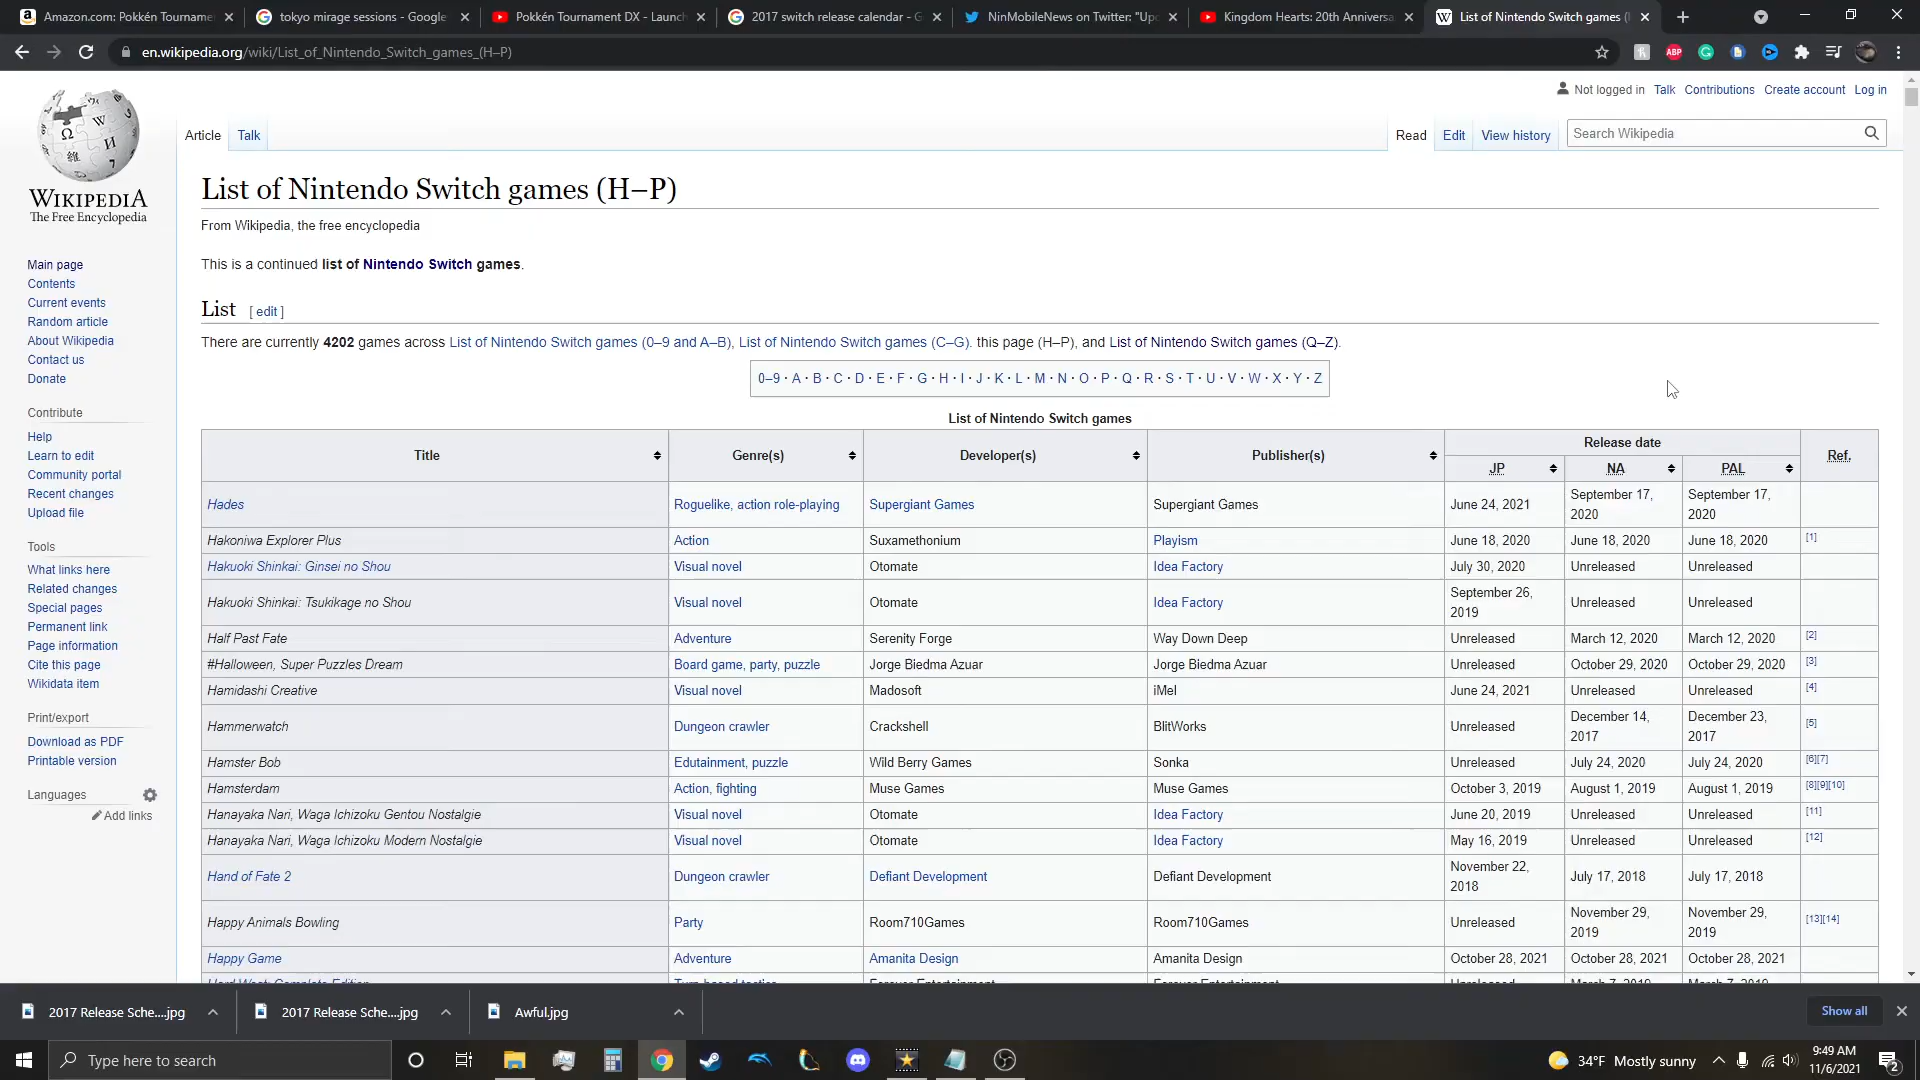 Amazon.com: Pokkén Tourname
tokyo mirage sessions - Google
Pokkén Tournament DX - Launch
2017 switch release calendar - G
NinMobileNews on Twitter: "Upc
Kingdom Hearts: 20th Anniversa
List of Nintendo Switch games (
en.wikipedia.org/wiki/List_of_Nintendo_Switch_games_(H–P)
ABP
Not logged in Talk Contributions Create account Log in
Article Talk
Read Edit View history
Search Wikipedia
WIKIPEDIA
The Free Encyclopedia
Main page
Contents
Current events
Random article
About Wikipedia
Contact us
Donate
Contribute
Help
Learn to edit
Community portal
Recent changes
Upload file
Tools
What links here
Related changes
Special pages
Permanent link
Page information
Cite this page
Wikidata item
Print/export
Download as PDF
Printable version
Languages
Add links
List of Nintendo Switch games (H–P)
From Wikipedia, the free encyclopedia
This is a continued list of Nintendo Switch games.
List [ edit ]
There are currently 4202 games across List of Nintendo Switch games (0–9 and A–B), List of Nintendo Switch games (C–G). this page (H–P), and List of Nintendo Switch games (Q–Z).
0–9 · A · B · C · D · E · F · G · H · I · J · K · L · M · N · O · P · Q · R · S · T · U · V · W · X · Y · Z
List of Nintendo Switch games
Title Genre(s) Developer(s) Publisher(s) Release date Ref.
JP NA PAL
Hades Roguelike, action role-playing Supergiant Games Supergiant Games June 24, 2021 September 17, 2020 September 17, 2020
Hakoniwa Explorer Plus Action Suxamethonium Playism June 18, 2020 June 18, 2020 June 18, 2020 [1]
Hakuoki Shinkai: Ginsei no Shou Visual novel Otomate Idea Factory July 30, 2020 Unreleased Unreleased
Hakuoki Shinkai: Tsukikage no Shou Visual novel Otomate Idea Factory September 26, 2019 Unreleased Unreleased
Half Past Fate Adventure Serenity Forge Way Down Deep Unreleased March 12, 2020 March 12, 2020 [2]
#Halloween, Super Puzzles Dream Board game, party, puzzle Jorge Biedma Azuar Jorge Biedma Azuar Unreleased October 29, 2020 October 29, 2020 [3]
Hamidashi Creative Visual novel Madosoft iMel June 24, 2021 Unreleased Unreleased [4]
Hammerwatch Dungeon crawler Crackshell BlitWorks Unreleased December 14, 2017 December 23, 2017 [5]
Hamster Bob Edutainment, puzzle Wild Berry Games Sonka Unreleased July 24, 2020 July 24, 2020 [6][7]
Hamsterdam Action, fighting Muse Games Muse Games October 3, 2019 August 1, 2019 August 1, 2019 [8][9][10]
Hanayaka Nari, Waga Ichizoku Gentou Nostalgie Visual novel Otomate Idea Factory June 20, 2019 Unreleased Unreleased [11]
Hanayaka Nari, Waga Ichizoku Modern Nostalgie Visual novel Otomate Idea Factory May 16, 2019 Unreleased Unreleased [12]
Hand of Fate 2 Dungeon crawler Defiant Development Defiant Development November 22, 2018 July 17, 2018 July 17, 2018
Happy Animals Bowling Party Room710Games Room710Games Unreleased November 29, 2019 November 29, 2019 [13][14]
Happy Game Adventure Amanita Design Amanita Design October 28, 2021 October 28, 2021 October 28, 2021
2017 Release Sche....jpg
2017 Release Sche....jpg
Awful.jpg
Show all
Type here to search
34°F Mostly sunny
9:49 AM
11/6/2021
2